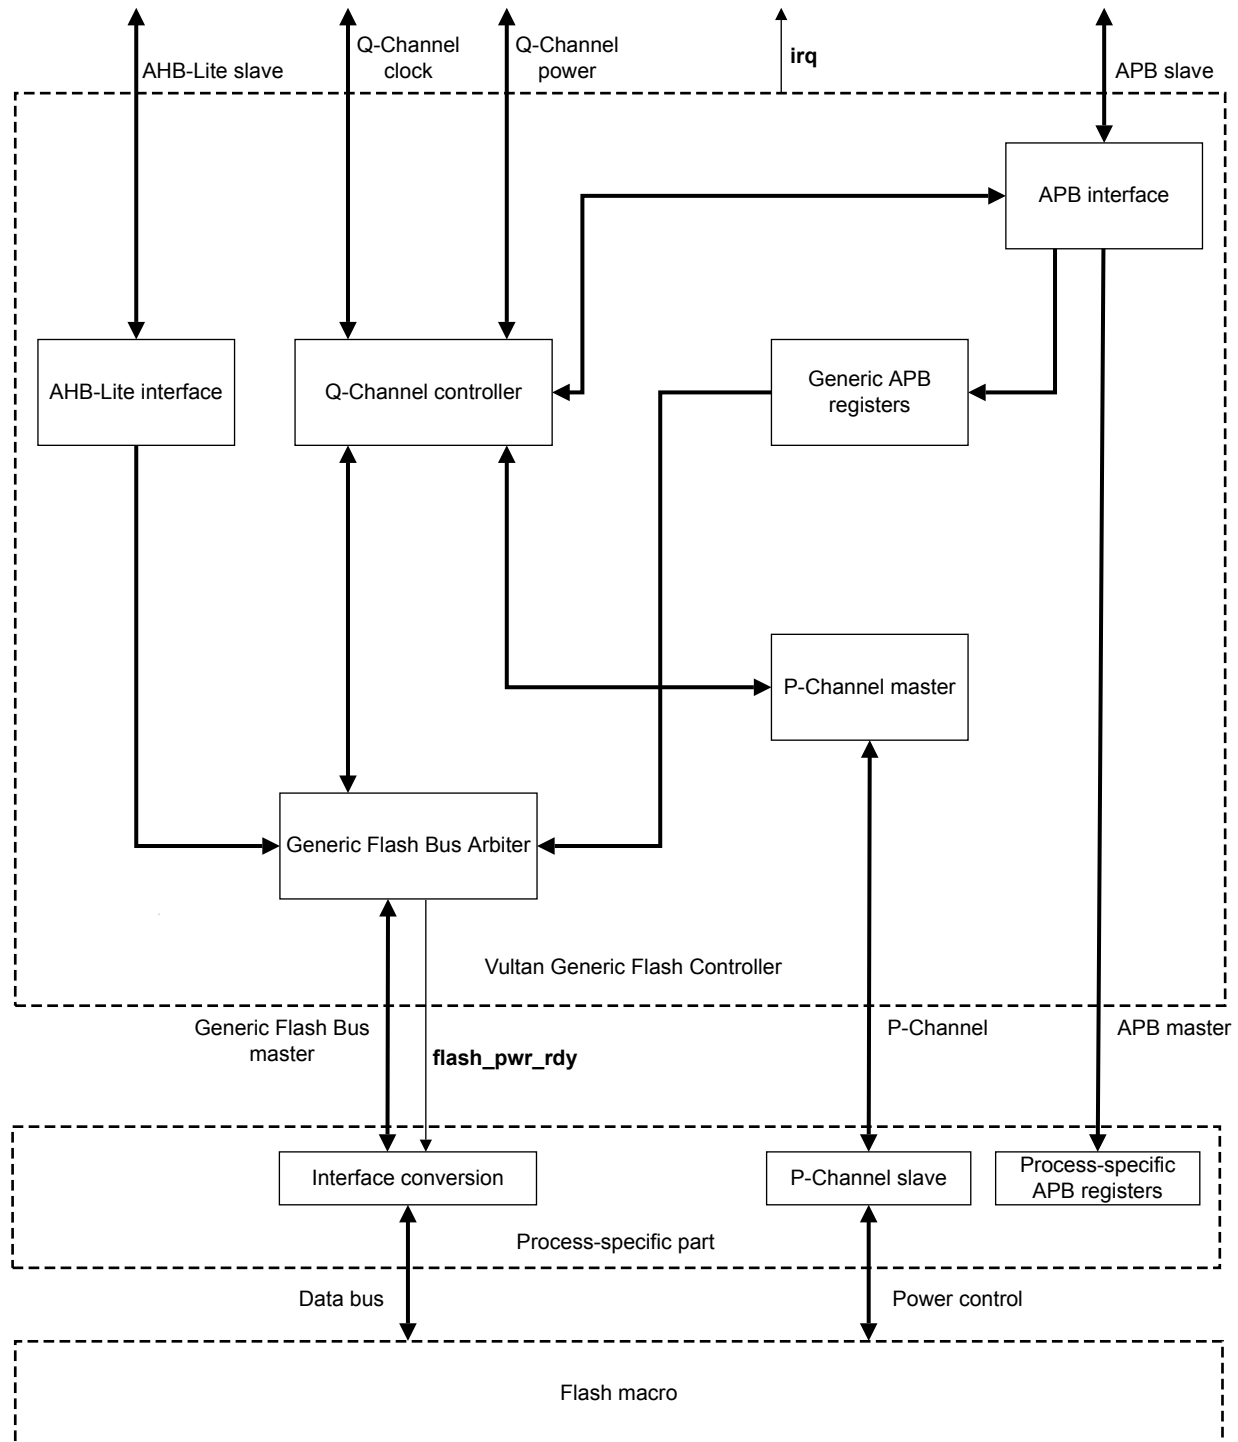 Q-Channel
clock
Q-Channel
power
irq
AHB-Lite slave
APB slave
APB interface
AHB-Lite interface
Q-Channel controller
Generic APB
registers
P-Channel master
Generic Flash Bus Arbiter
Vultan Generic Flash Controller
Generic Flash Bus
master
P-Channel
APB master
flash_pwr_rdy
Interface conversion
P-Channel slave
Process-specific
APB registers
Process-specific part
Data bus
Power control
Flash macro